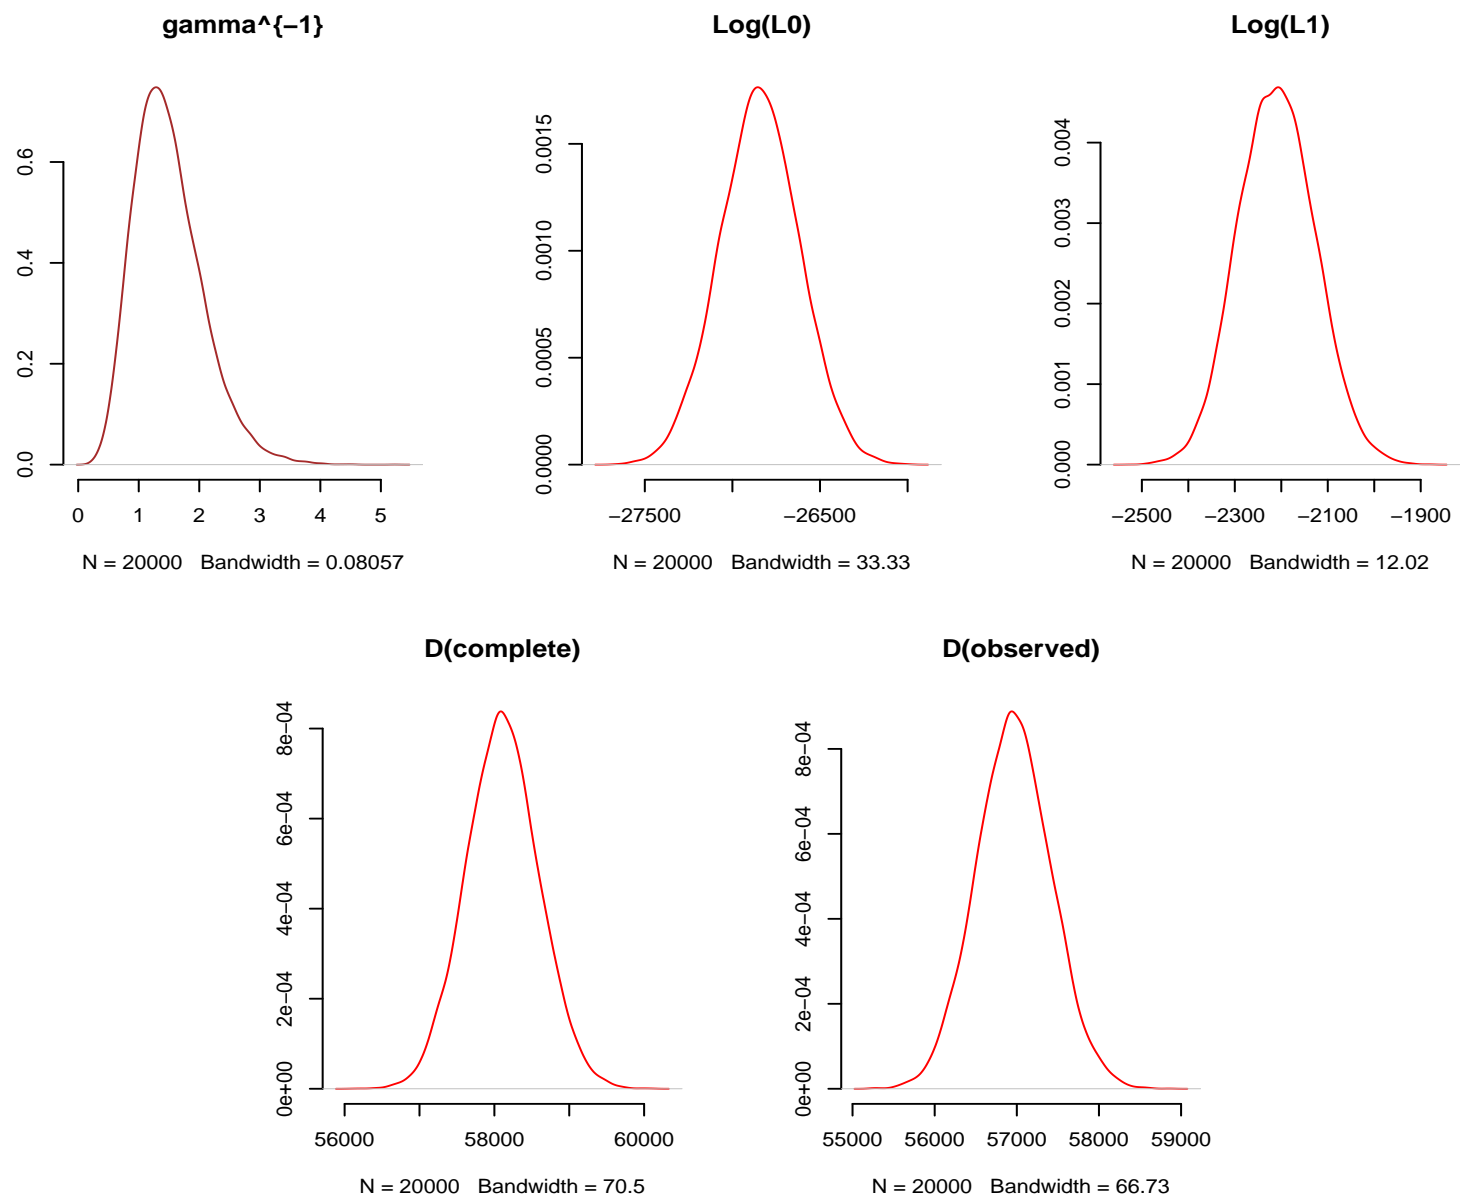 gamma^{−1}
0.0 0.2 0.4 0.6
0 1 2 3 4 5
N = 20000 Bandwidth = 0.08057
Log(L0)
0.0000 0.0005 0.0010 0.0015
−27500 −26500
N = 20000 Bandwidth = 33.33
Log(L1)
0.000 0.001 0.002 0.003 0.004
−2500 −2300 −2100 −1900
N = 20000 Bandwidth = 12.02
D(complete)
0e+00 2e−04 4e−04 6e−04 8e−04
56000 58000 60000
N = 20000 Bandwidth = 70.5
D(observed)
0e+00 2e−04 4e−04 6e−04 8e−04
55000 56000 57000 58000 59000
N = 20000 Bandwidth = 66.73